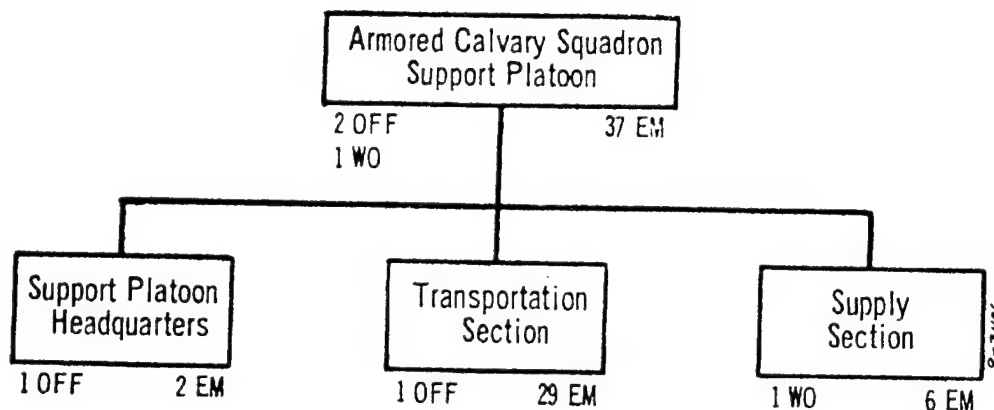 Armored Calvary Squadron
Support Platoon
2 OFF 37 EM
1 WO
Support Platoon
Headquarters
1 OFF 2 EM
Transportation
Section
1 OFF 29 EM
Supply
Section
1 WO 6 EM